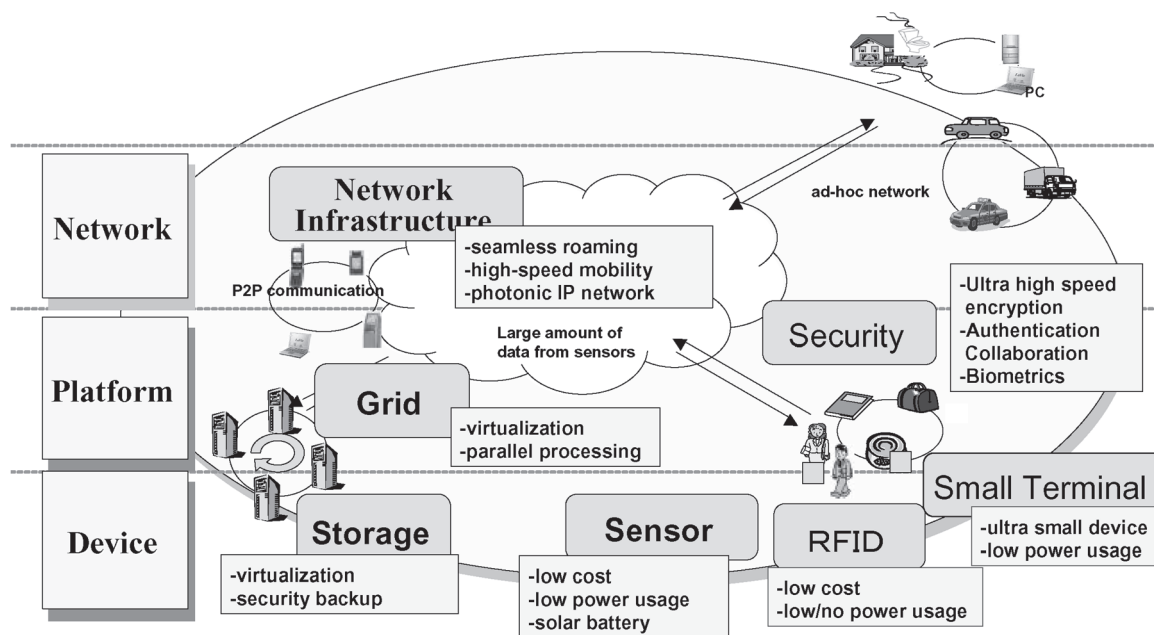 PC
Network
Network
Infrastructure
ad-hoc network
-seamless roaming
-high-speed mobility
-photonic IP network
P2P communication
-Ultra high speed
encryption
-Authentication
Collaboration
-Biometrics
Platform
Large amount of
data from sensors
Security
Grid
-virtualization
-parallel processing
Device
Storage
-virtualization
-security backup
Sensor
-low cost
-low power usage
-solar battery
RFID
-low cost
-low/no power usage
Small Terminal
-ultra small device
-low power usage